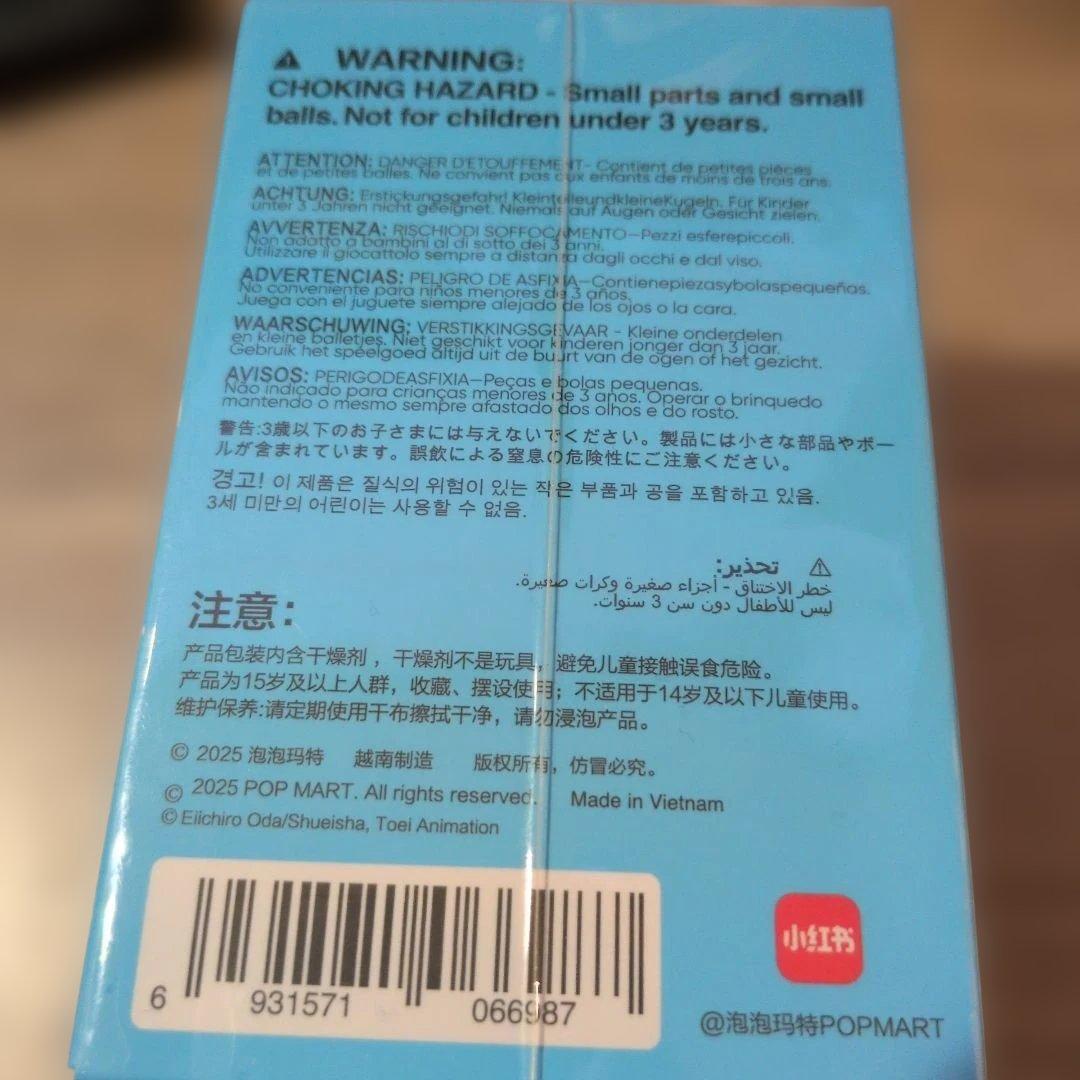 ⚠ WARNING:
CHOKING HAZARD - Small parts and small
balls. Not for children under 3 years.
ATTENTION: DANGER D'ETOUFFEMENT- Contient de petites pièces
et de petites balles. Ne convient pas aux enfants de moins de trois ans.
ACHTUNG: Erstickungsgefahr! KleinteileundkleineKugeln. Für Kinder
unter 3 Jahren nicht geeignet. Niemals auf Augen oder Gesicht zielen.
AVVERTENZA: RISCHIODI SOFFOCAMENTO—Pezzi esferepiccoli.
Non adatto a bambini al di sotto dei 3 anni.
Utilizzare il giocattolo sempre a distanza dagli occhi e dal viso.
ADVERTENCIAS: PELIGRO DE ASFIXIA—Contienepiezasybolaspequeñas.
No conveniente para niños menores de 3 años.
Juega con el juguete siempre alejado de los ojos o la cara.
WAARSCHUWING: VERSTIKKINGSGEVAAR - Kleine onderdelen
en kleine balletjes. Niet geschikt voor kinderen jonger dan 3 jaar.
Gebruik het speelgoed altijd uit de buurt van de ogen of het gezicht.
AVISOS: PERIGODEASFIXIA—Peças e bolas pequenas.
Não indicado para crianças menores de 3 anos. Operar o brinquedo
mantendo o mesmo sempre afastado dos olhos e do rosto.
警告:3歳以下のお子さまには与えないでください。製品には小さな部品やボー
ルが含まれています。誤飲による窒息の危険性にご注意ください。
경고! 이 제품은 질식의 위험이 있는 작은 부품과 공을 포함하고 있음.
3세 미만의 어린이는 사용할 수 없음.
⚠ تحذير:
خطر الاختناق - أجزاء صغيرة وكرات صغيرة.
ليس للأطفال دون سن 3 سنوات.
注意：
产品包装内含干燥剂，干燥剂不是玩具，避免儿童接触误食危险。
产品为15岁及以上人群，收藏、摆设使用；不适用于14岁及以下儿童使用。
维护保养:请定期使用干布擦拭干净，请勿浸泡产品。
© 2025 泡泡玛特 越南制造 版权所有，仿冒必究。
© 2025 POP MART. All rights reserved. Made in Vietnam
© Eiichiro Oda/Shueisha, Toei Animation
6 931571 066987
小红书
@泡泡玛特POPMART